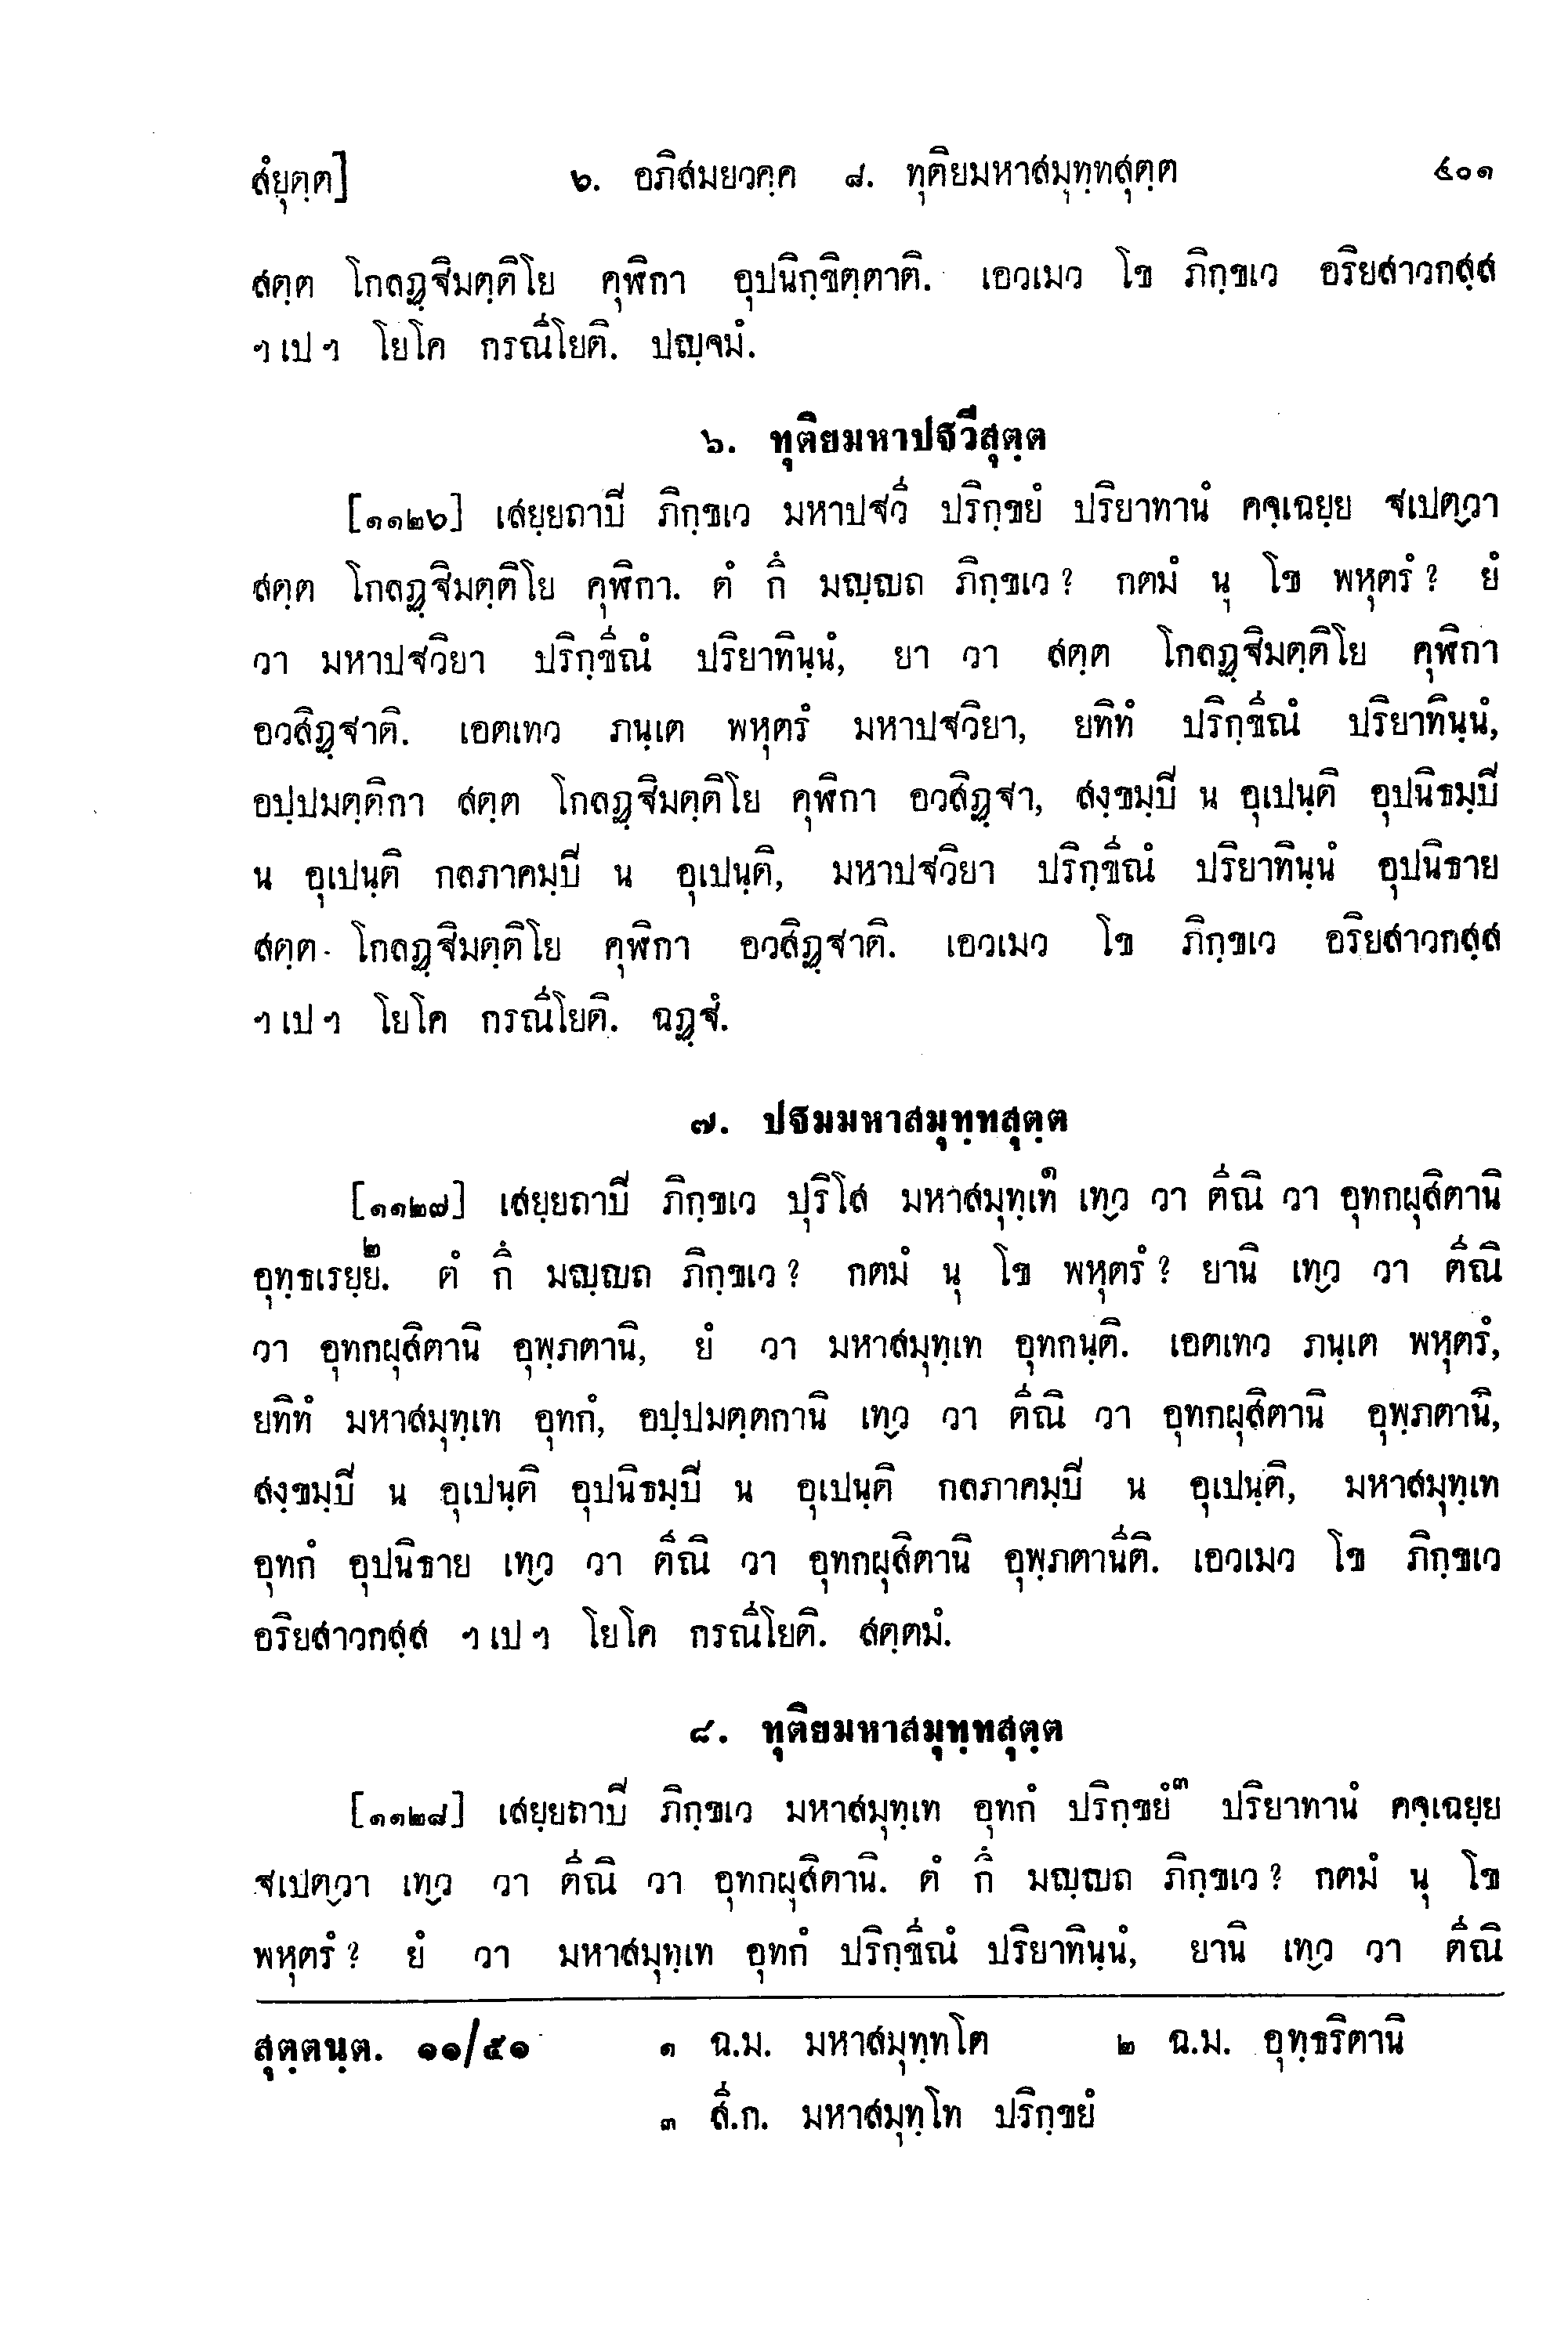 สํยุตฺต]	๖. อภิสมยวคฺค ๘. ทุติยมหาสมุทฺทสุตฺต	๔๐๑
สตฺต โกลฏฺฐิมตฺติโย คุฬิกา อุปนิกฺขิตฺตาติ. เอวเมว โข ภิกฺขเว อริยสาวกสฺส
ฯ เป ฯ โยโค กรณีโยติ. ปญฺจมํ.
๖. ทุติยมหาปฐวีสุตฺต
[๑๑๒๖] เสยฺยถาปิ ภิกฺขเว มหาปฐวี ปริกฺขยํ ปริยาทานํ คจฺเฉยฺย ฐเปตฺวา
สตฺต โกลฏฺฐิมตฺติโย คุฬิกา. ตํ กึ มญฺญถ ภิกฺขเว? กตมํ นุ โข พหุตรํ? ยํ
วา มหาปฐวิยา ปริกฺขีณํ ปริยาทินฺนํ, ยา วา สตฺต โกลฏฺฐิมตฺติโย คุฬิกา
อวสิฏฺฐาติ. เอตเทว ภนฺเต พหุตรํ มหาปฐวิยา, ยทิทํ ปริกฺขีณํ ปริยาทินฺนํ,
อปฺปมตฺติกา สตฺต โกลฏฺฐิมตฺติโย คุฬิกา อวสิฏฺฐา, สงฺขมฺปิ น อุเปนฺติ อุปนิธมฺปิ
น อุเปนฺติ กลภาคมฺปิ น อุเปนฺติ, มหาปฐวิยา ปริกฺขีณํ ปริยาทินฺนํ อุปนิธาย
สตฺต โกลฏฺฐิมตฺติโย คุฬิกา อวสิฏฺฐาติ. เอวเมว โข ภิกฺขเว อริยสาวกสฺส
ฯ เป ฯ โยโค กรณีโยติ. ฉฏฺฐํ.
๗. ปฐมมหาสมุทฺทสุตฺต
[๑๑๒๗] เสยฺยถาปิ ภิกฺขเว ปุริโส มหาสมุทฺเท๑ เทฺว วา ตีณิ วา อุทกผุสิตานิ
อุทฺธเรยฺย๒. ตํ กึ มญฺญถ ภิกฺขเว? กตมํ นุ โข พหุตรํ? ยานิ เทฺว วา ตีณิ
วา อุทกผุสิตานิ อุพฺภตานิ, ยํ วา มหาสมุทฺเท อุทกนฺติ. เอตเทว ภนฺเต พหุตรํ,
ยทิทํ มหาสมุทฺเท อุทกํ, อปฺปมตฺตกานิ เทฺว วา ตีณิ วา อุทกผุสิตานิ อุพฺภตานิ,
สงฺขมฺปิ น อุเปนฺติ อุปนิธมฺปิ น อุเปนฺติ กลภาคมฺปิ น อุเปนฺติ, มหาสมุทฺเท
อุทกํ อุปนิธาย เทฺว วา ตีณิ วา อุทกผุสิตานิ อุพฺภตานีติ. เอวเมว โข ภิกฺขเว
อริยสาวกสฺส ฯ เป ฯ โยโค กรณีโยติ. สตฺตมํ.
๘. ทุติยมหาสมุทฺทสุตฺต
[๑๑๒๘] เสยฺยถาปิ ภิกฺขเว มหาสมุทฺเท อุทกํ ปริกฺขยํ๓ ปริยาทานํ คจฺเฉยฺย
ฐเปตฺวา เทฺว วา ตีณิ วา อุทกผุสิตานิ. ตํ กึ มญฺญถ ภิกฺขเว? กตมํ นุ โข
พหุตรํ? ยํ วา มหาสมุทฺเท อุทกํ ปริกฺขีณํ ปริยาทินฺนํ, ยานิ เทฺว วา ตีณิ
สุตฺตนฺต. ๑๑/๕๑	๑ ฉ.ม. มหาสมุทฺทโต	๒ ฉ.ม. อุทฺธริตานิ
๓ สี.ก. มหาสมุทฺโท ปริกฺขยํ